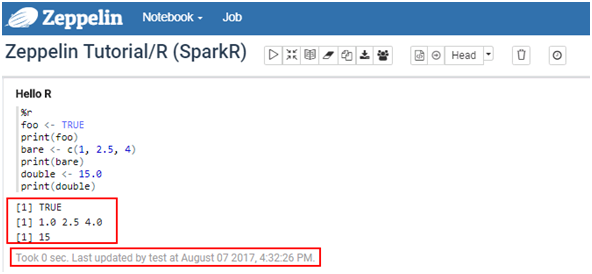 Zeppelin Notebook Job
Zeppelin Tutorial/R (SparkR) Head
Hello R
%r
foo <- TRUE
print(foo)
bare <- c(1, 2.5, 4)
print(bare)
double <- 15.0
print(double)
[1] TRUE
[1] 1.0 2.5 4.0
[1] 15
Took 0 sec. Last updated by test at August 07 2017, 4:32:26 PM.